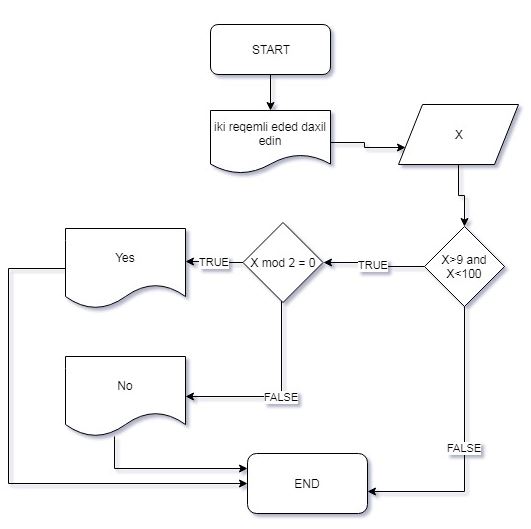 START
iki reqemli eded daxil
edin
X
X>9 and
X<100
TRUE
X mod 2 = 0
TRUE
Yes
FALSE
No
FALSE
END